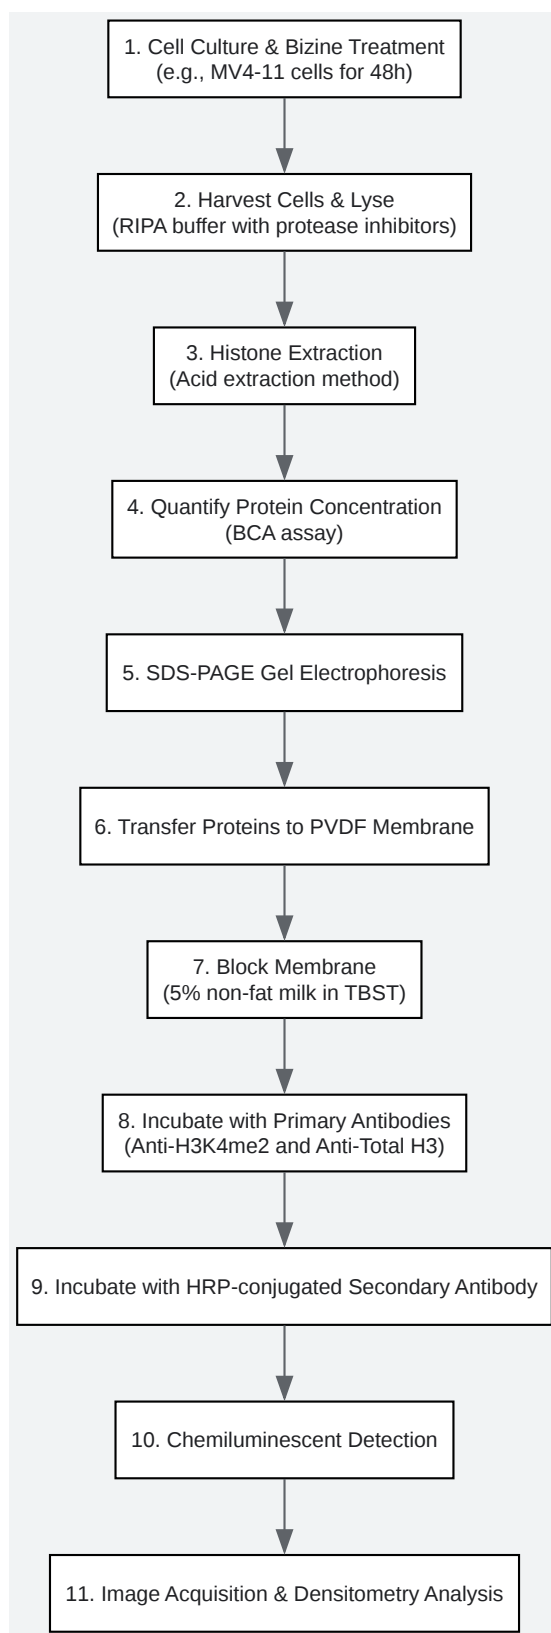 1. Cell Culture & Bizine Treatment
(e.g., MV4-11 cells for 48h)
2. Harvest Cells & Lyse
(RIPA buffer with protease inhibitors)
3. Histone Extraction
(Acid extraction method)
4. Quantify Protein Concentration
(BCA assay)
5. SDS-PAGE Gel Electrophoresis
6. Transfer Proteins to PVDF Membrane
7. Block Membrane
(5% non-fat milk in TBST)
8. Incubate with Primary Antibodies
(Anti-H3K4me2 and Anti-Total H3)
9. Incubate with HRP-conjugated Secondary Antibody
10. Chemiluminescent Detection
11. Image Acquisition & Densitometry Analysis